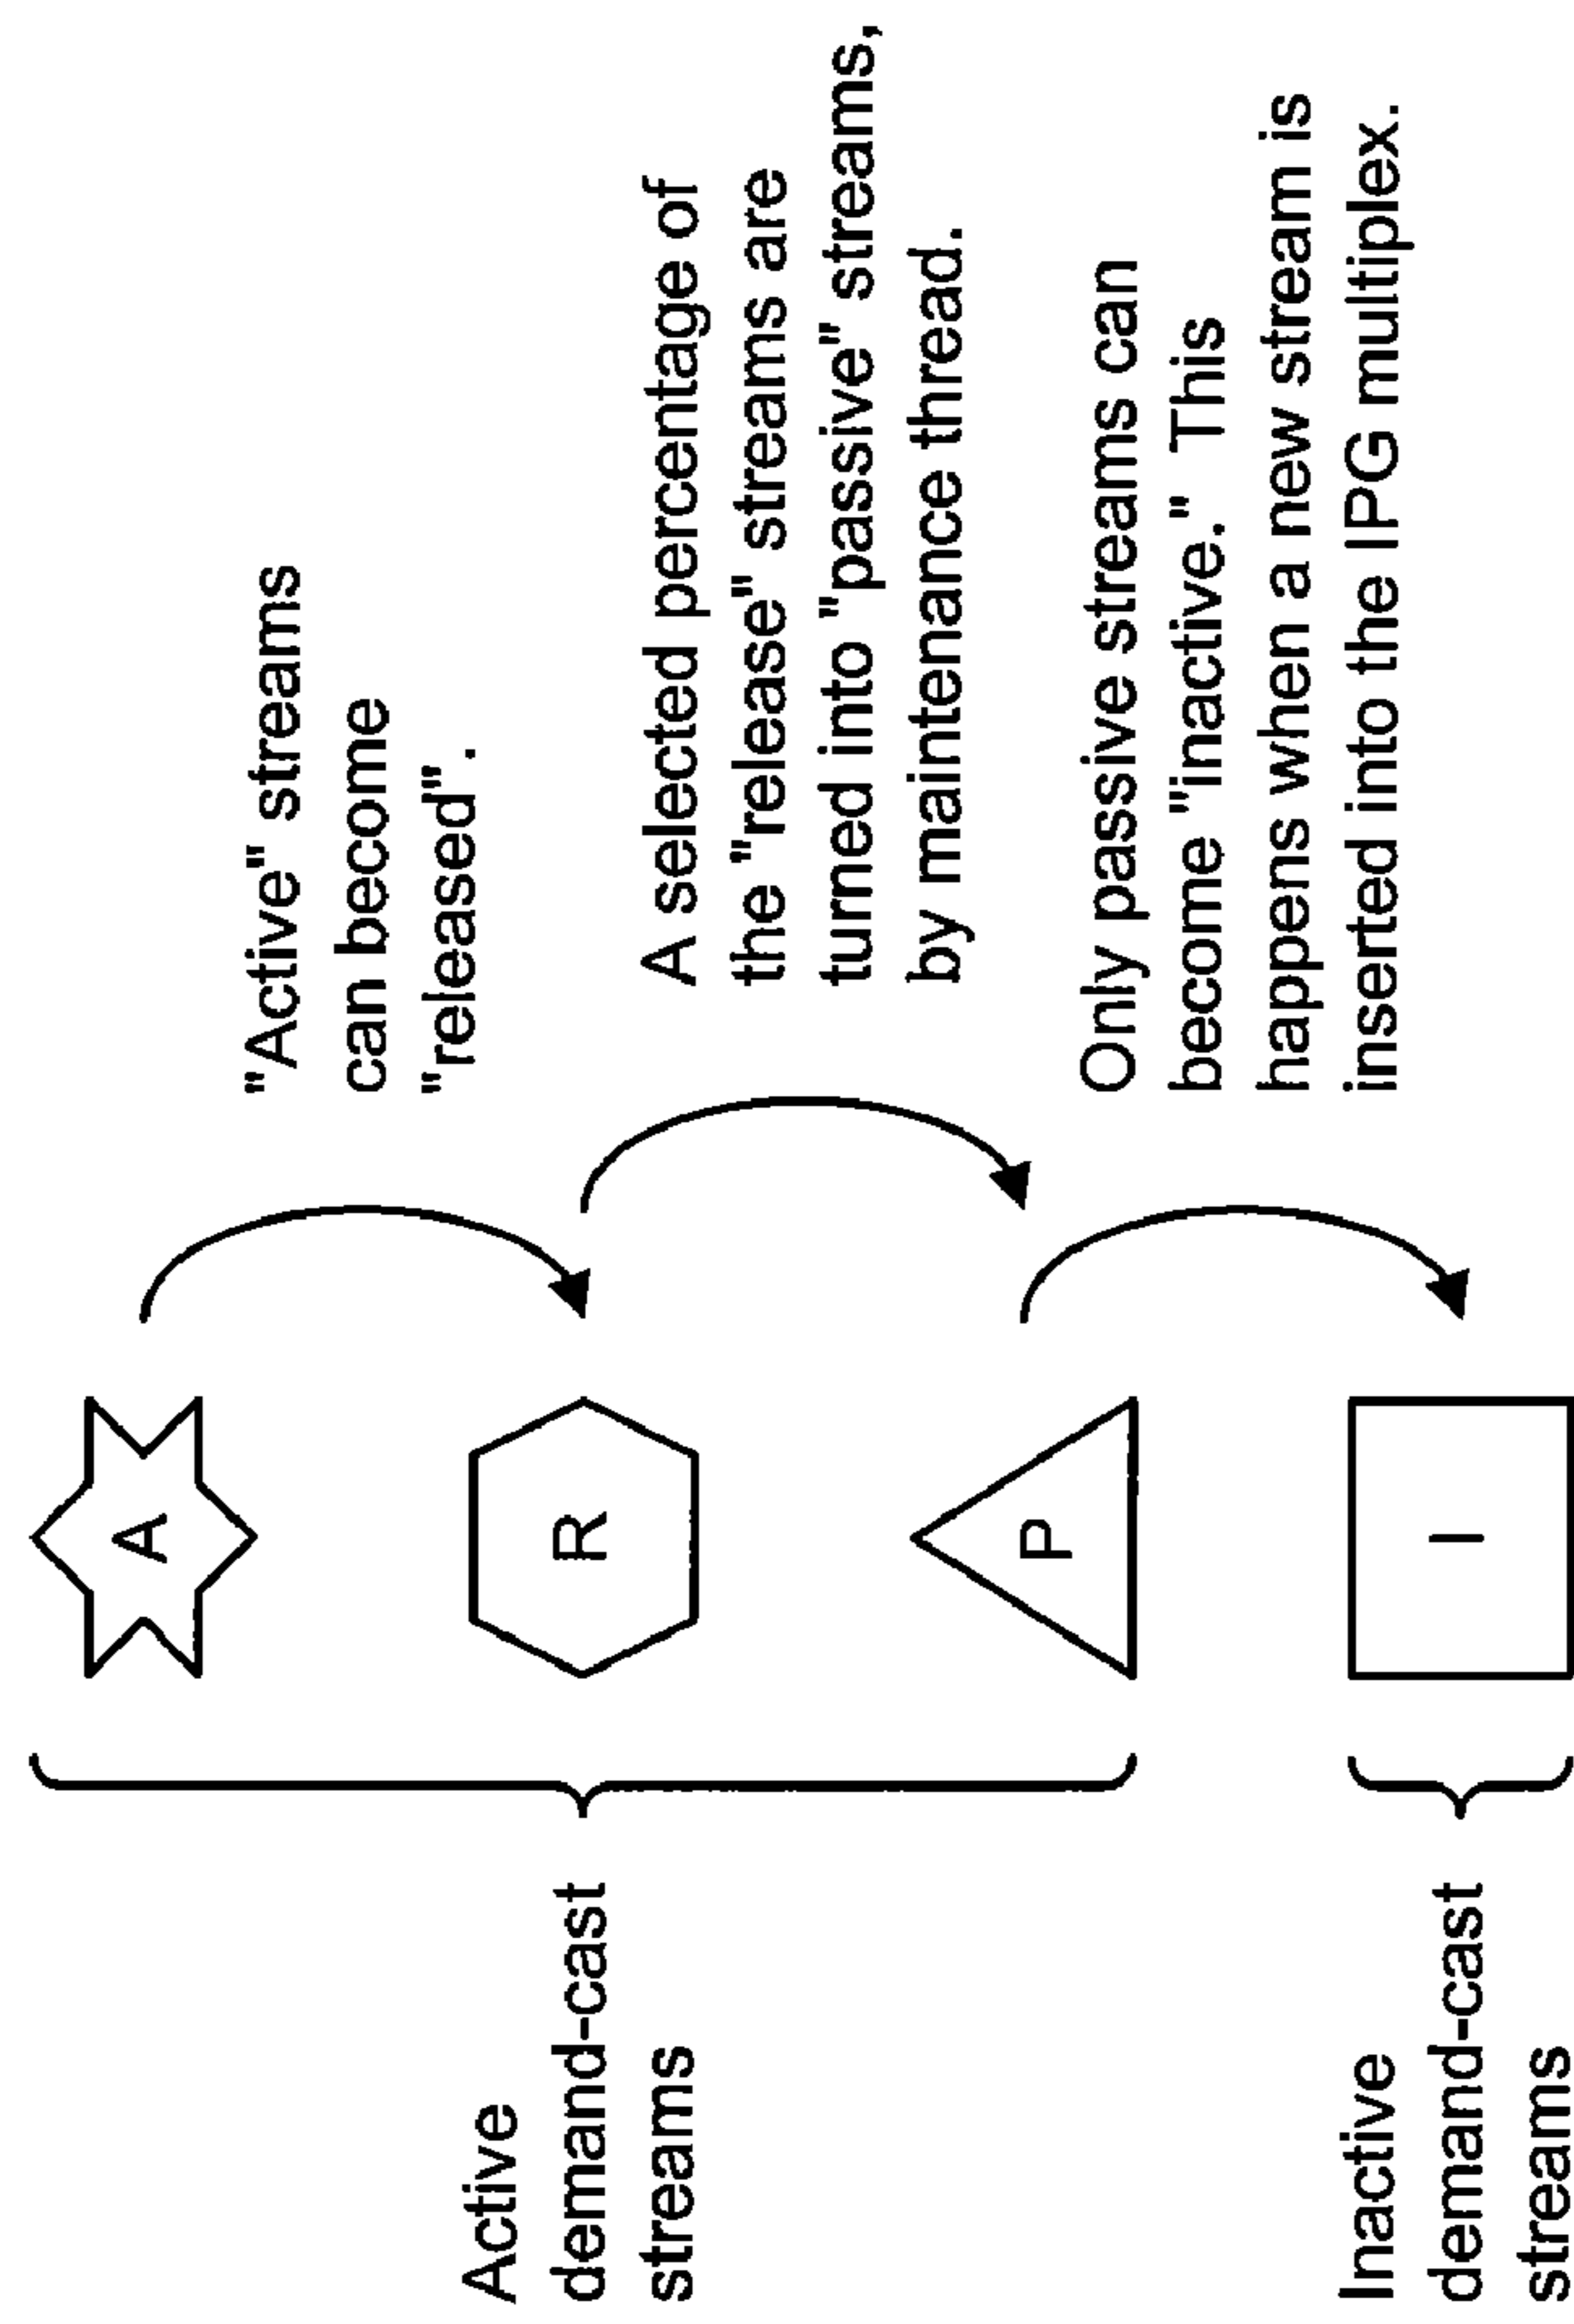 Active
demand-cast
streams
A
"Active" streams
can become
"released".
R
A selected percentage of
the "release" streams are
turned into "passive" streams,
by maintenance thread.
P
Only passive streams can
become "inactive." This
happens when a new stream is
inserted into the IPG multiplex.
Inactive
demand-cast
streams
I